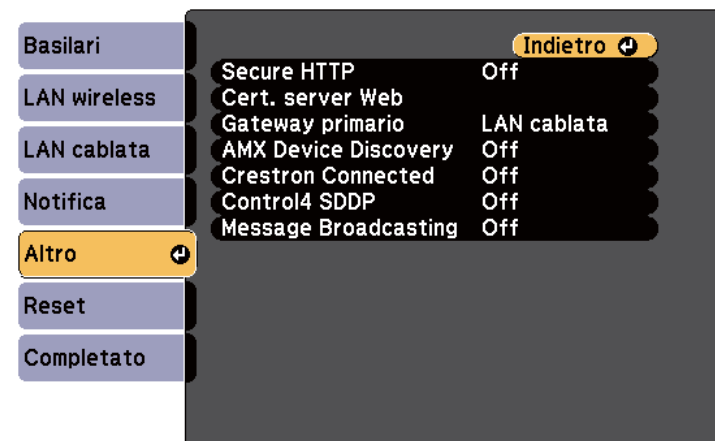 Basilari
LAN wireless
LAN cablata
Notifica
Altro
Reset
Completato
Indietro
Secure HTTP Off
Cert. server Web
Gateway primario LAN cablata
AMX Device Discovery Off
Crestron Connected Off
Control4 SDDP Off
Message Broadcasting Off